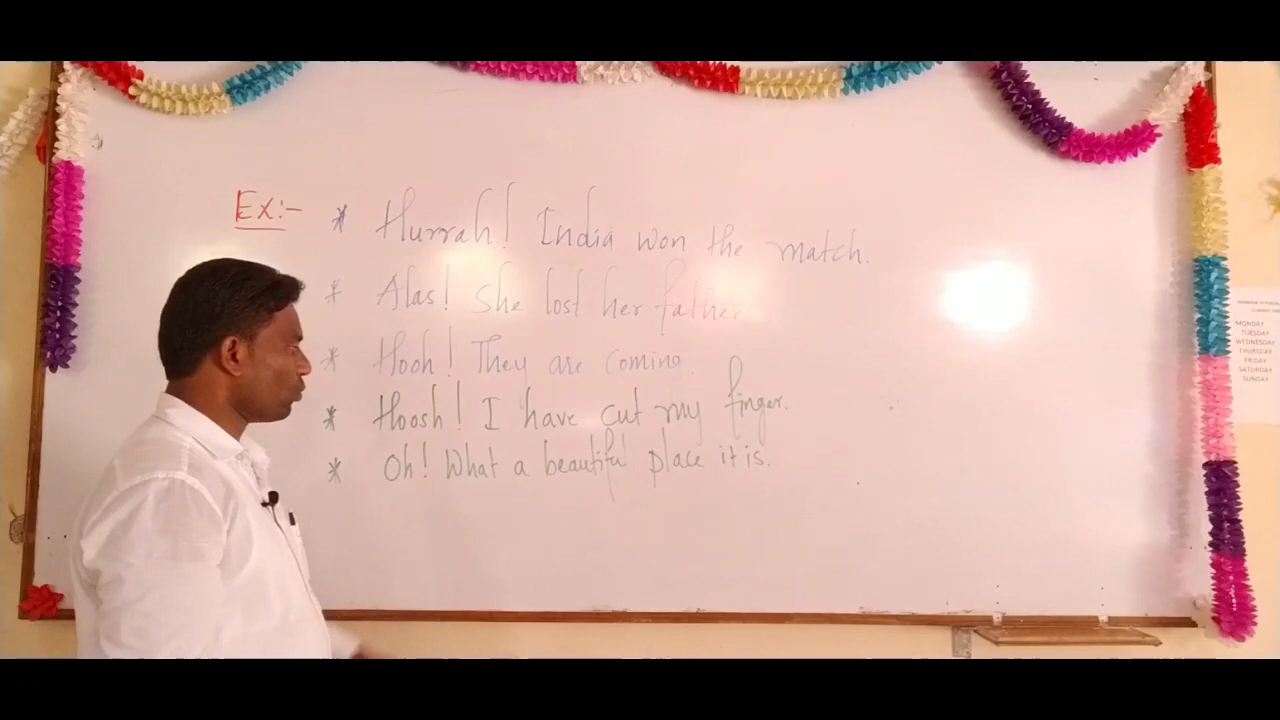 Ex:- * Hurrah! India won the match.
* Alas! She lost her father
* Hooh! They are coming.
* Hoosh! I have cut my finger.
* Oh! What a beautiful place it is.
MONDAY
TUESDAY
WEDNESDAY
THURSDAY
FRIDAY
SATURDAY
SUNDAY